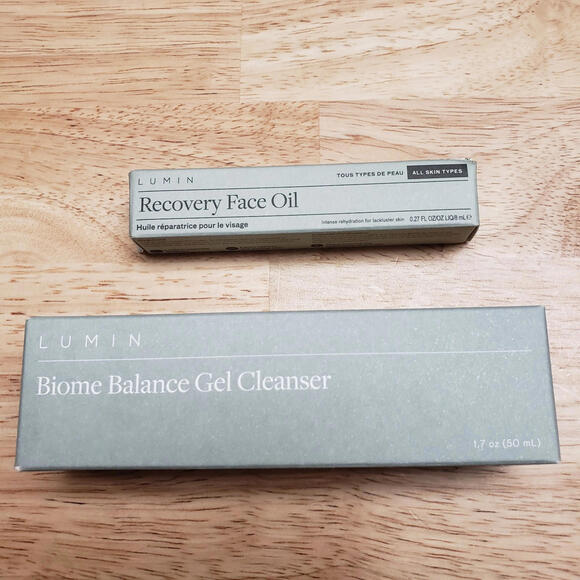 LUMIN
TOUS TYPES DE PEAU ALL SKIN TYPES
Recovery Face Oil
Huile réparatrice pour le visage
Intense rehydration for lackluster skin 0.27 FL OZ/OZ LIQ/8 mL℮
LUMIN
Biome Balance Gel Cleanser
1.7 oz (50 mL)